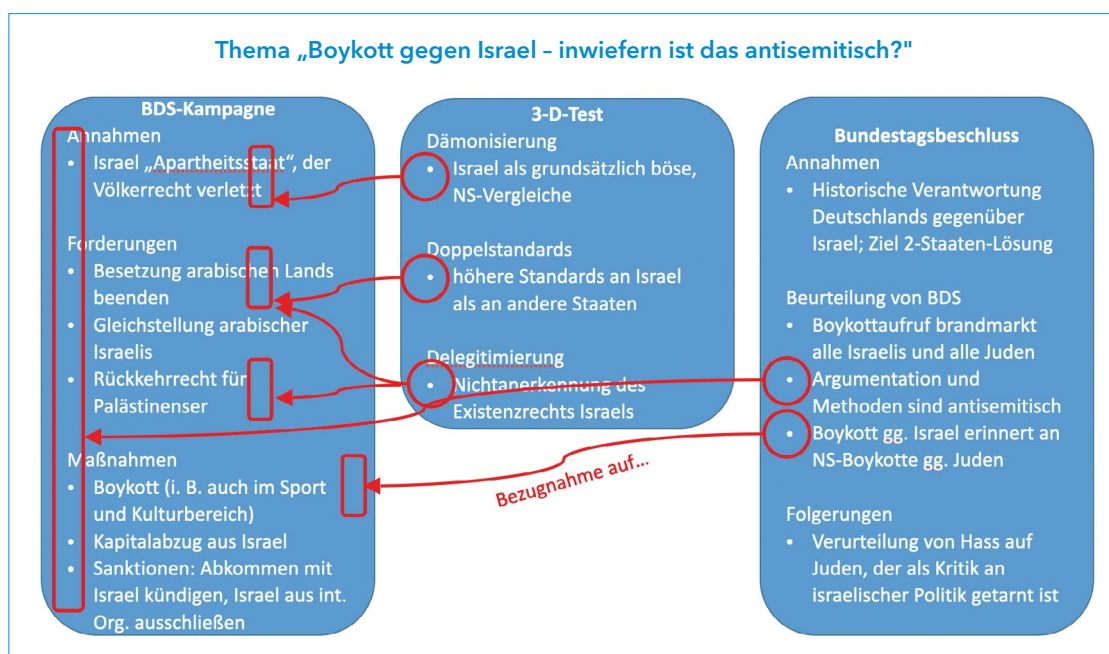 Thema „Boykott gegen Israel – inwiefern ist das antisemitisch?"
BDS-Kampagne
Annahmen
• Israel „Apartheitsstaat“, der
Völkerrecht verletzt
Forderungen
• Besetzung arabischen Lands
beenden
• Gleichstellung arabischer
Israelis
• Rückkehrrecht für
Palästinenser
Maßnahmen
• Boykott (i. B. auch im Sport
und Kulturbereich)
• Kapitalabzug aus Israel
• Sanktionen: Abkommen mit
Israel kündigen, Israel aus int.
Org. ausschließen
3-D-Test
Dämonisierung
• Israel als grundsätzlich böse,
NS-Vergleiche
Doppelstandards
• höhere Standards an Israel
als an andere Staaten
Delegitimierung
• Nichtanerkennung des
Existenzrechts Israels
Bezugnahme auf...
Bundestagsbeschluss
Annahmen
• Historische Verantwortung
Deutschlands gegenüber
Israel; Ziel 2-Staaten-Lösung
Beurteilung von BDS
• Boykottaufruf brandmarkt
alle Israelis und alle Juden
• Argumentation und
Methoden sind antisemitisch
• Boykott gg. Israel erinnert an
NS-Boykotte gg. Juden
Folgerungen
• Verurteilung von Hass auf
Juden, der als Kritik an
israelischer Politik getarnt ist